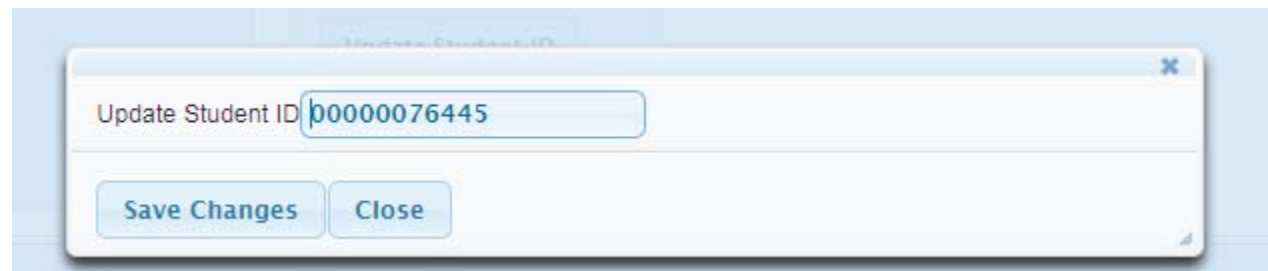 Update Student ID
Update Student ID 00000076445
Save Changes Close